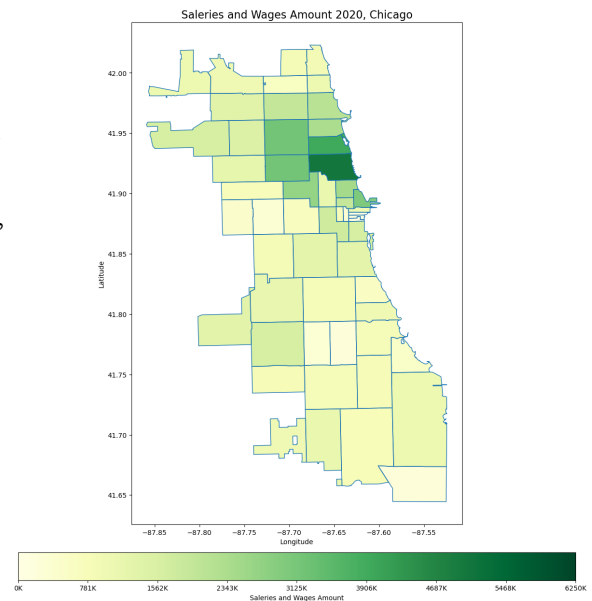 Saleries and Wages Amount 2020, Chicago
42.00
41.95
41.90
41.85
41.80
41.75
41.70
41.65
Latitude
−87.85 −87.80 −87.75 −87.70 −87.65 −87.60 −87.55
Longitude
0K 781K 1562K 2343K 3125K 3906K 4687K 5468K 6250K
Saleries and Wages Amount